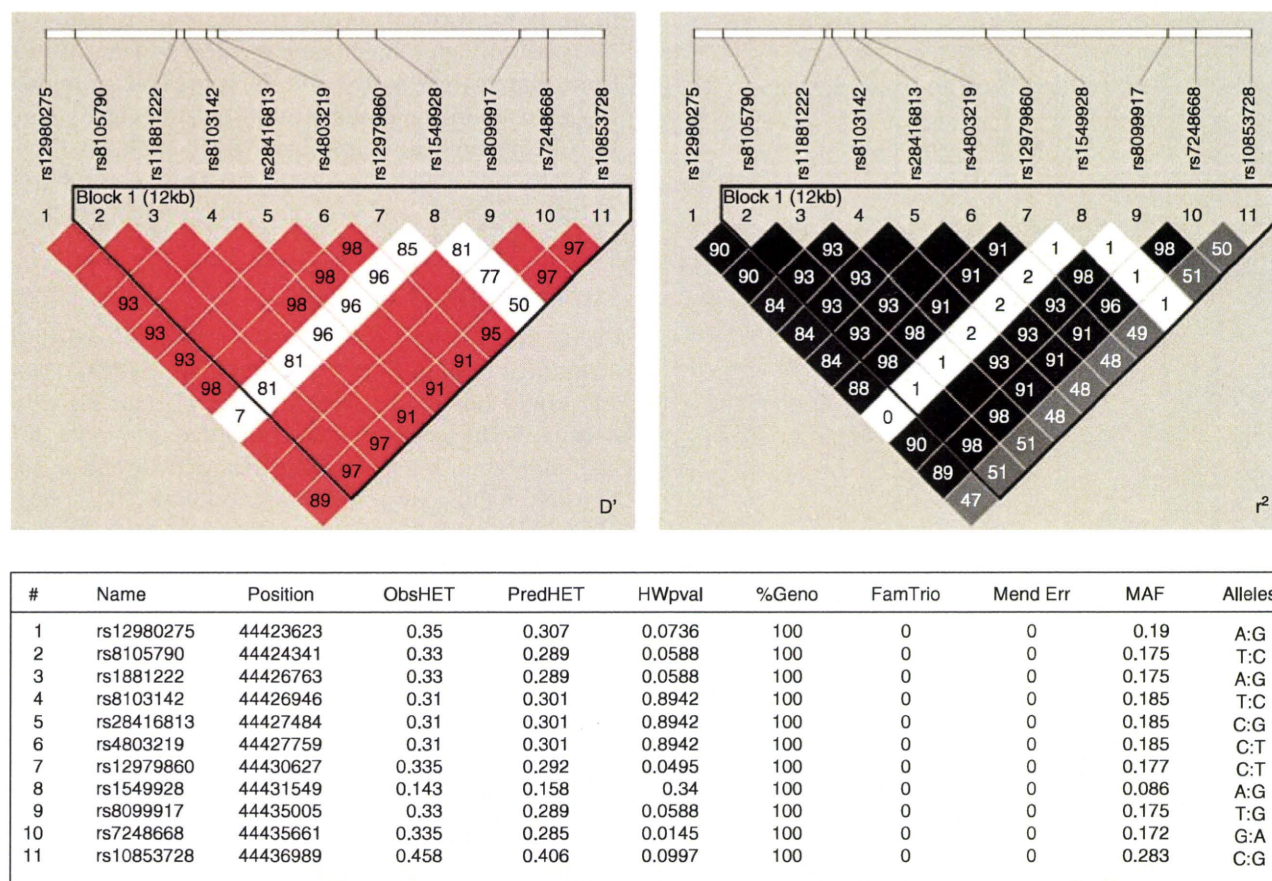 rs12980275
rs8105790
rs11881222
rs8103142
rs28416813
rs4803219
rs12979860
rs1549928
rs8099917
rs7248668
rs10853728
Block 1 (12kb)
1 2 3 4 5 6 7 8 9 10 11
98 85 81 97
98 96 77 97
93 98 96 50
93 96 95
93 81 91
98 81 91
7 91
97
97
89
D'
rs12980275
rs8105790
rs11881222
rs8103142
rs28416813
rs4803219
rs12979860
rs1549928
rs8099917
rs7248668
rs10853728
Block 1 (12kb)
1 2 3 4 5 6 7 8 9 10 11
90 93 91 1 1 98 50
90 93 93 91 2 98 1 51
84 93 93 91 2 93 96 1
84 93 98 2 93 91 49
84 98 1 93 91 48
88 1 91 48
0 98 48
90 98 51
89 51
47
r²
# Name Position ObsHET PredHET HWpval %Geno FamTrio Mend Err MAF Alleles
1 rs12980275 44423623 0.35 0.307 0.0736 100 0 0 0.19 A:G
2 rs8105790 44424341 0.33 0.289 0.0588 100 0 0 0.175 T:C
3 rs1881222 44426763 0.33 0.289 0.0588 100 0 0 0.175 A:G
4 rs8103142 44426946 0.31 0.301 0.8942 100 0 0 0.185 T:C
5 rs28416813 44427484 0.31 0.301 0.8942 100 0 0 0.185 C:G
6 rs4803219 44427759 0.31 0.301 0.8942 100 0 0 0.185 C:T
7 rs12979860 44430627 0.335 0.292 0.0495 100 0 0 0.177 C:T
8 rs1549928 44431549 0.143 0.158 0.34 100 0 0 0.086 A:G
9 rs8099917 44435005 0.33 0.289 0.0588 100 0 0 0.175 T:G
10 rs7248668 44435661 0.335 0.285 0.0145 100 0 0 0.172 G:A
11 rs10853728 44436989 0.458 0.406 0.0997 100 0 0 0.283 C:G